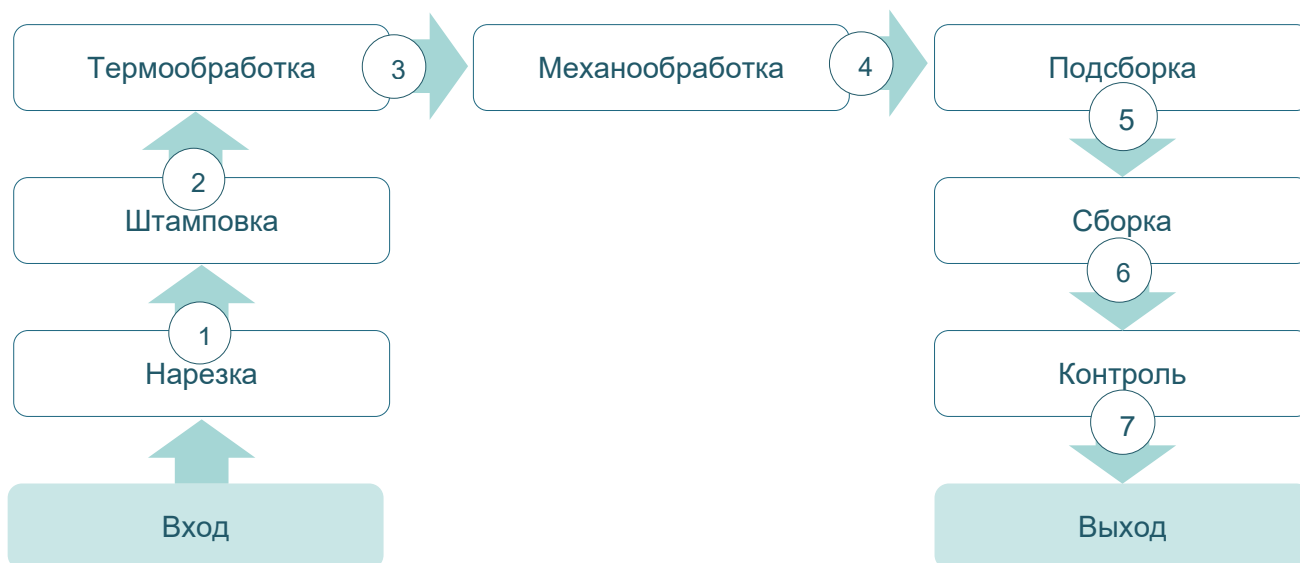 Термообработка
3
Механообработка
4
Подсборка
5
2
Штамповка
Сборка
6
1
Нарезка
Контроль
7
Вход
Выход